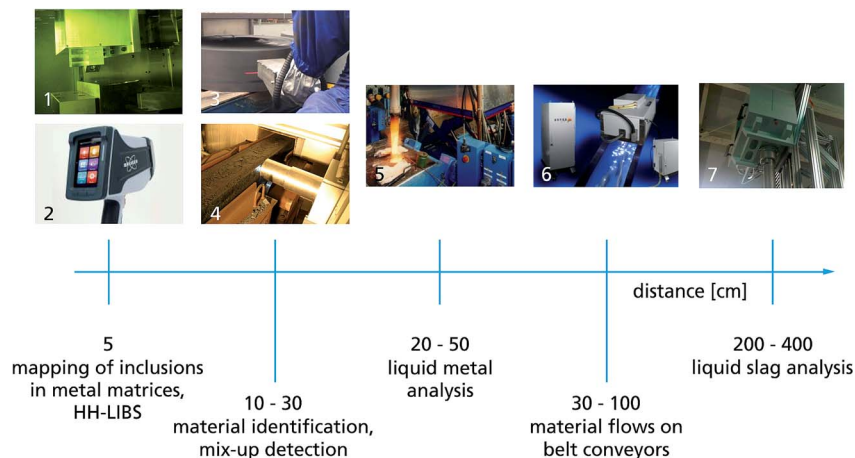 1
3
2
4
5
6
7
distance [cm]
5
mapping of inclusions
in metal matrices,
HH-LIBS
10 - 30
material identification,
mix-up detection
20 - 50
liquid metal
analysis
30 - 100
material flows on
belt conveyors
200 - 400
liquid slag analysis